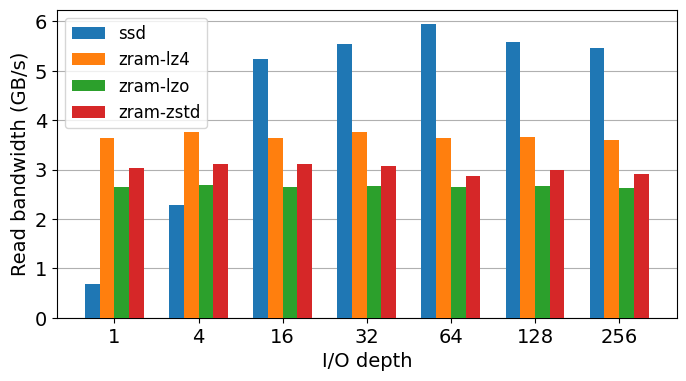 6
5
4
3
2
1
0
Read bandwidth (GB/s)
ssd
zram-lz4
zram-lzo
zram-zstd
1 4 16 32 64 128 256
I/O depth